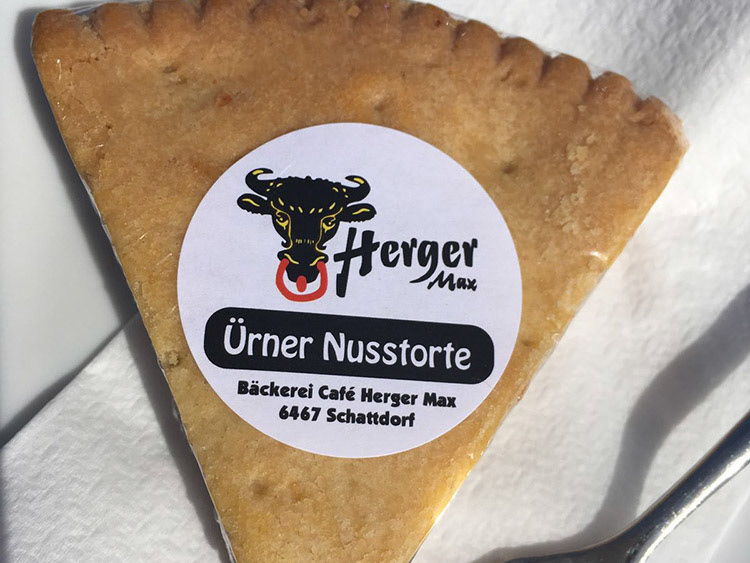 Herger
Max
Ürner Nusstorte
Bäckerei Café Herger Max
6467 Schattdorf